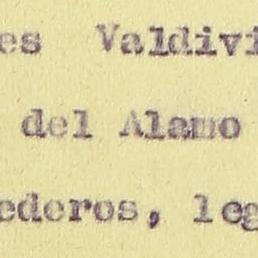 es Valdivi
del Alamo
ederos, leg